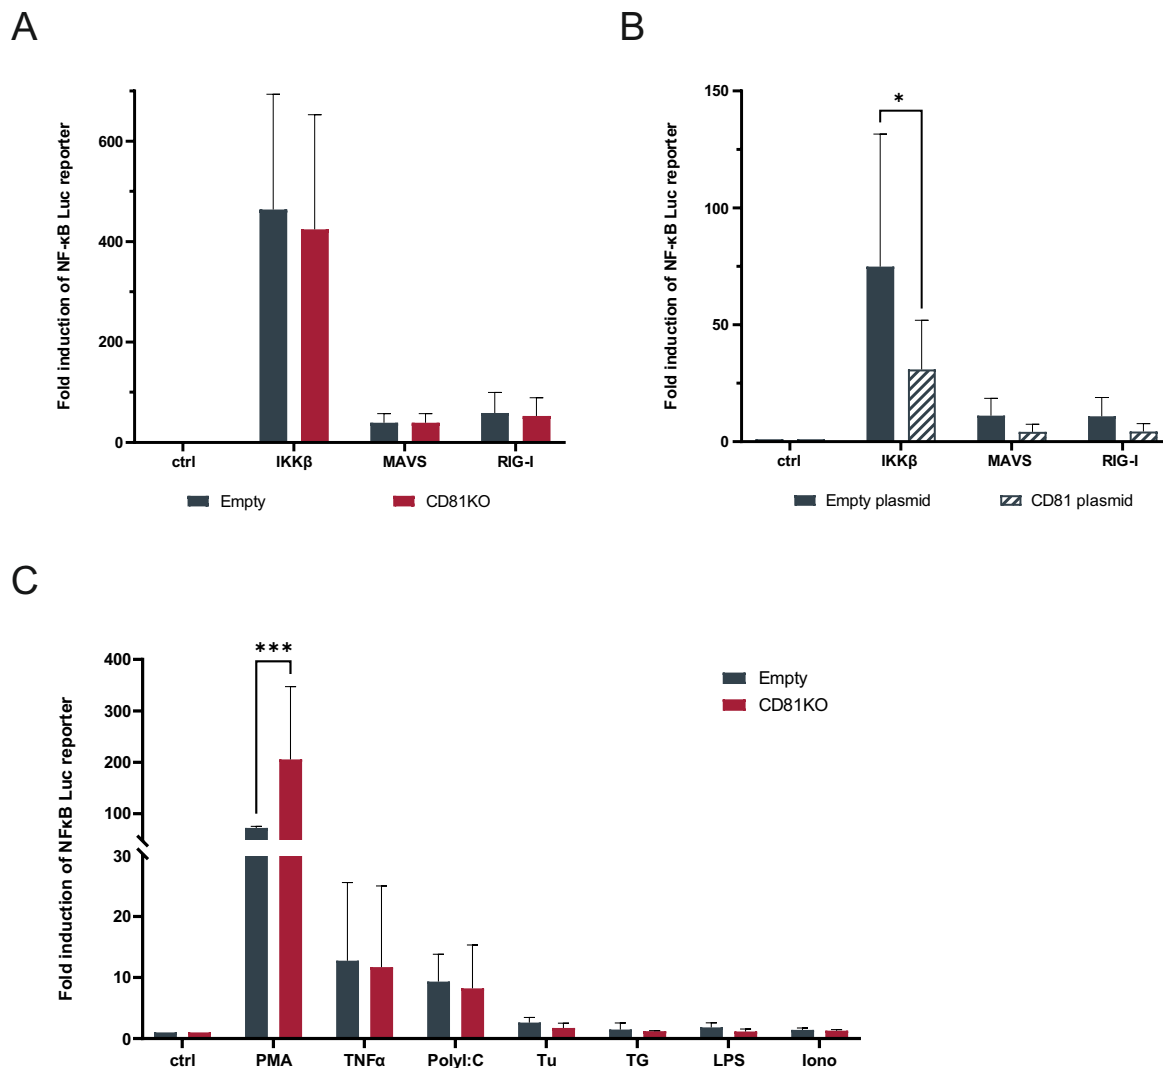 A
B
Fold induction of NF-κB Luc reporter
600
400
200
0
ctrl IKKβ MAVS RIG-I
Empty CD81KO
Fold induction of NF-κB Luc reporter
150
100
50
0
*
ctrl IKKβ MAVS RIG-I
Empty plasmid CD81 plasmid
C
Fold induction of NFκB Luc reporter
400
300
200
100
30
20
10
0
***
Empty
CD81KO
ctrl PMA TNFα PolyI:C Tu TG LPS Iono